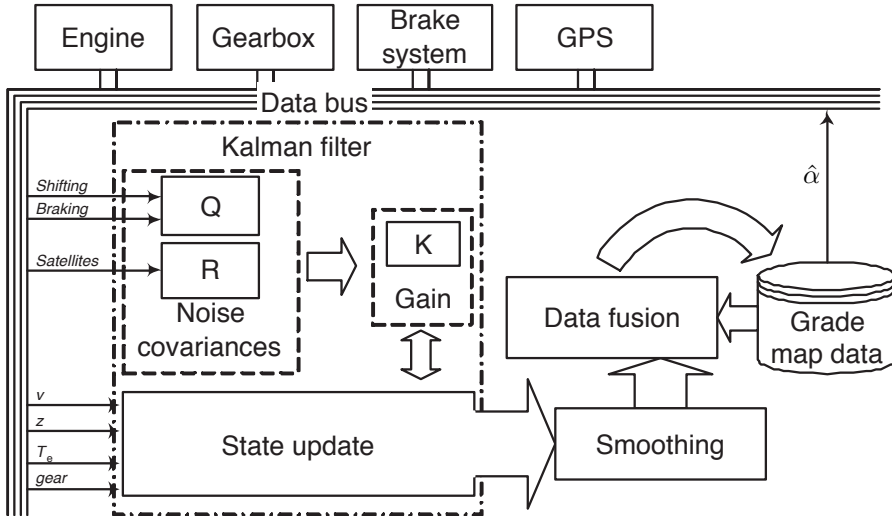 Engine
Gearbox
Brake
system
GPS
Data bus
Kalman filter
Shifting
Braking
Satellites
Q
R
Noise
covariances
K
Gain
α̂
Data fusion
Grade
map data
v
z
Te
gear
State update
Smoothing